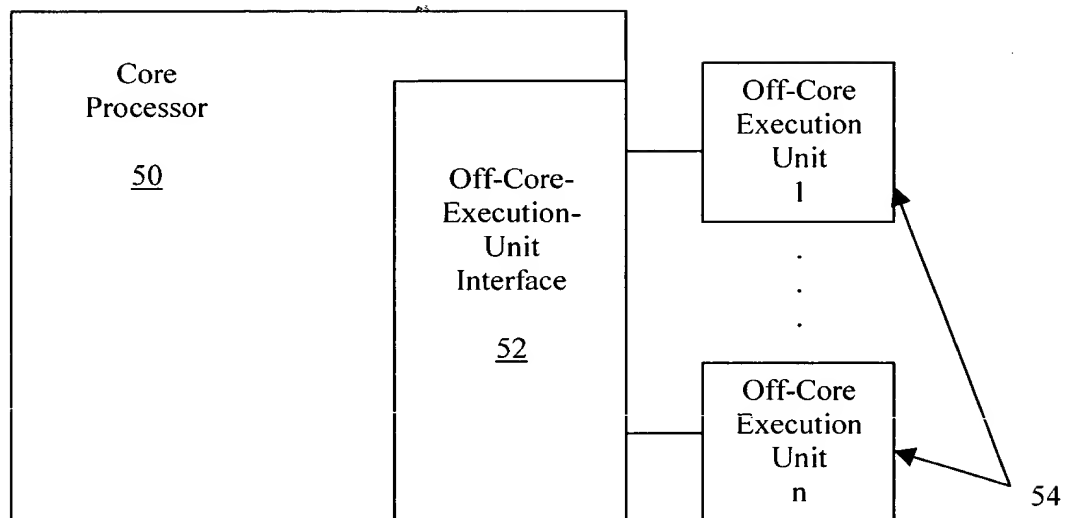 Core
Processor
50
Off-Core-
Execution-
Unit
Interface
52
Off-Core
Execution
Unit
1
Off-Core
Execution
Unit
n
54